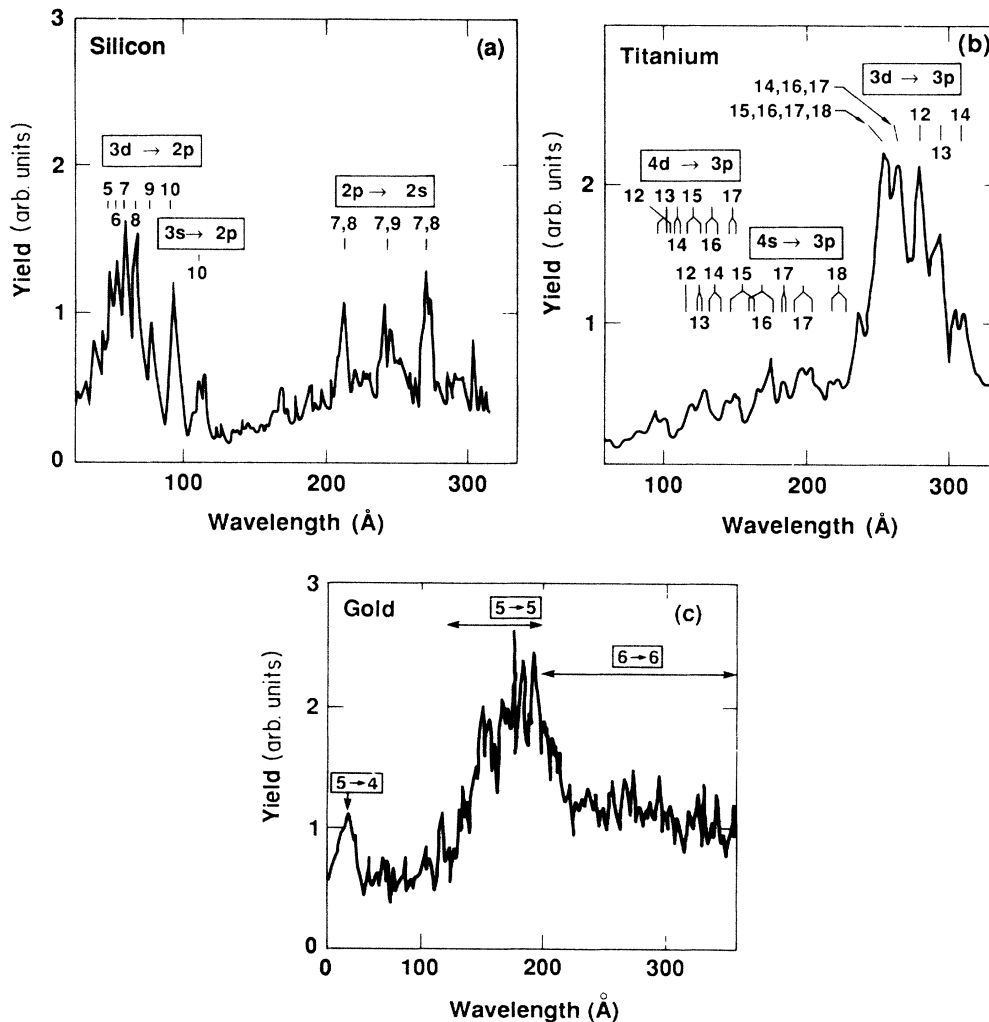 Silicon
(a)
3
2
1
0
Yield (arb. units)
3d → 2p
5 7 9 10
6 8
3s → 2p
10
2p → 2s
7,8 7,9 7,8
100 200 300
Wavelength (Å)
Titanium
(b)
3
2
1
Yield (arb. units)
14,16,17
15,16,17,18
3d → 3p
12 14
13
4d → 3p
12 13 15 17
14 16
4s → 3p
12 14 15 17 18
13 16 17
100 200 300
Wavelength (Å)
Gold
(c)
3
2
1
0
Yield (arb. units)
5→5
6→6
5→4
0 100 200 300
Wavelength (Å)